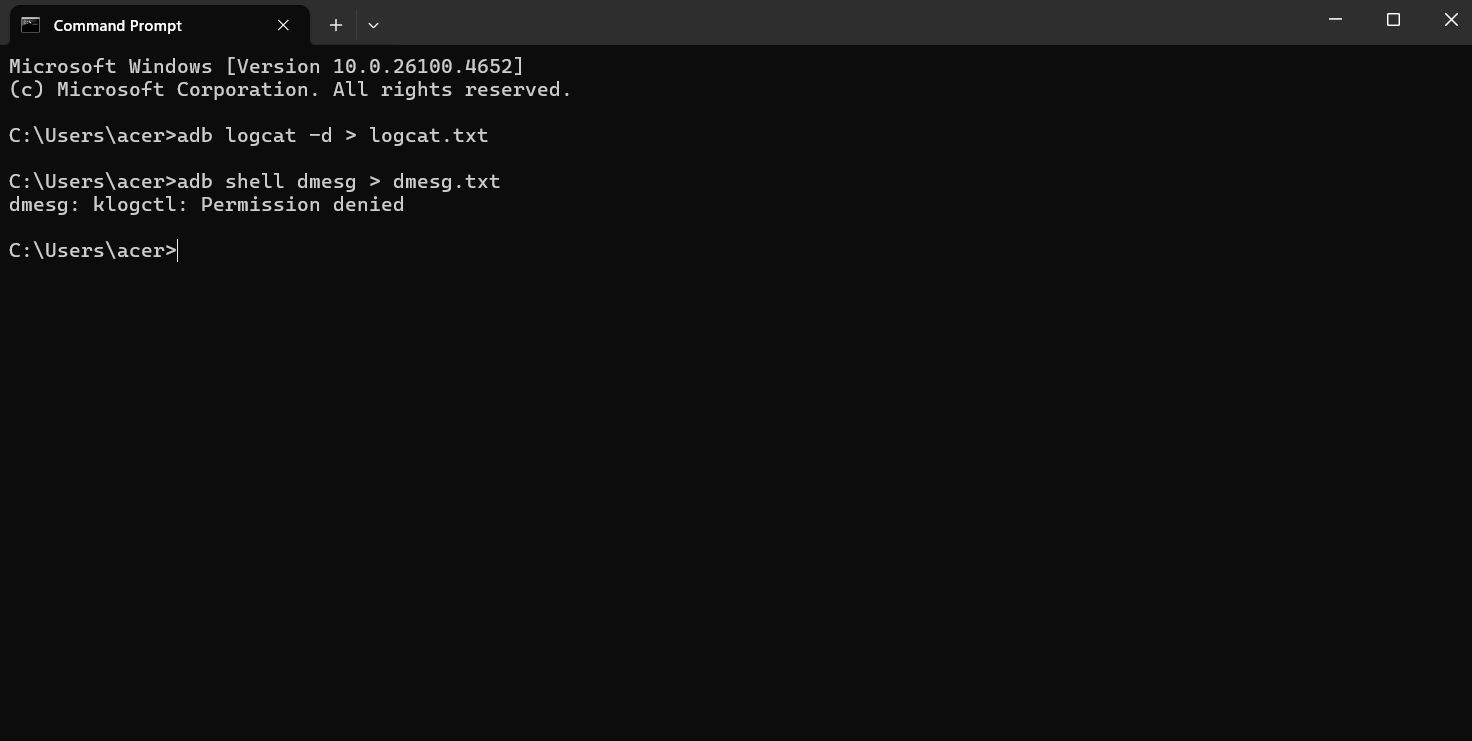 Command Prompt
Microsoft Windows [Version 10.0.26100.4652]
(c) Microsoft Corporation. All rights reserved.
C:\Users\acer>adb logcat -d > logcat.txt
C:\Users\acer>adb shell dmesg > dmesg.txt
dmesg: klogctl: Permission denied
C:\Users\acer>